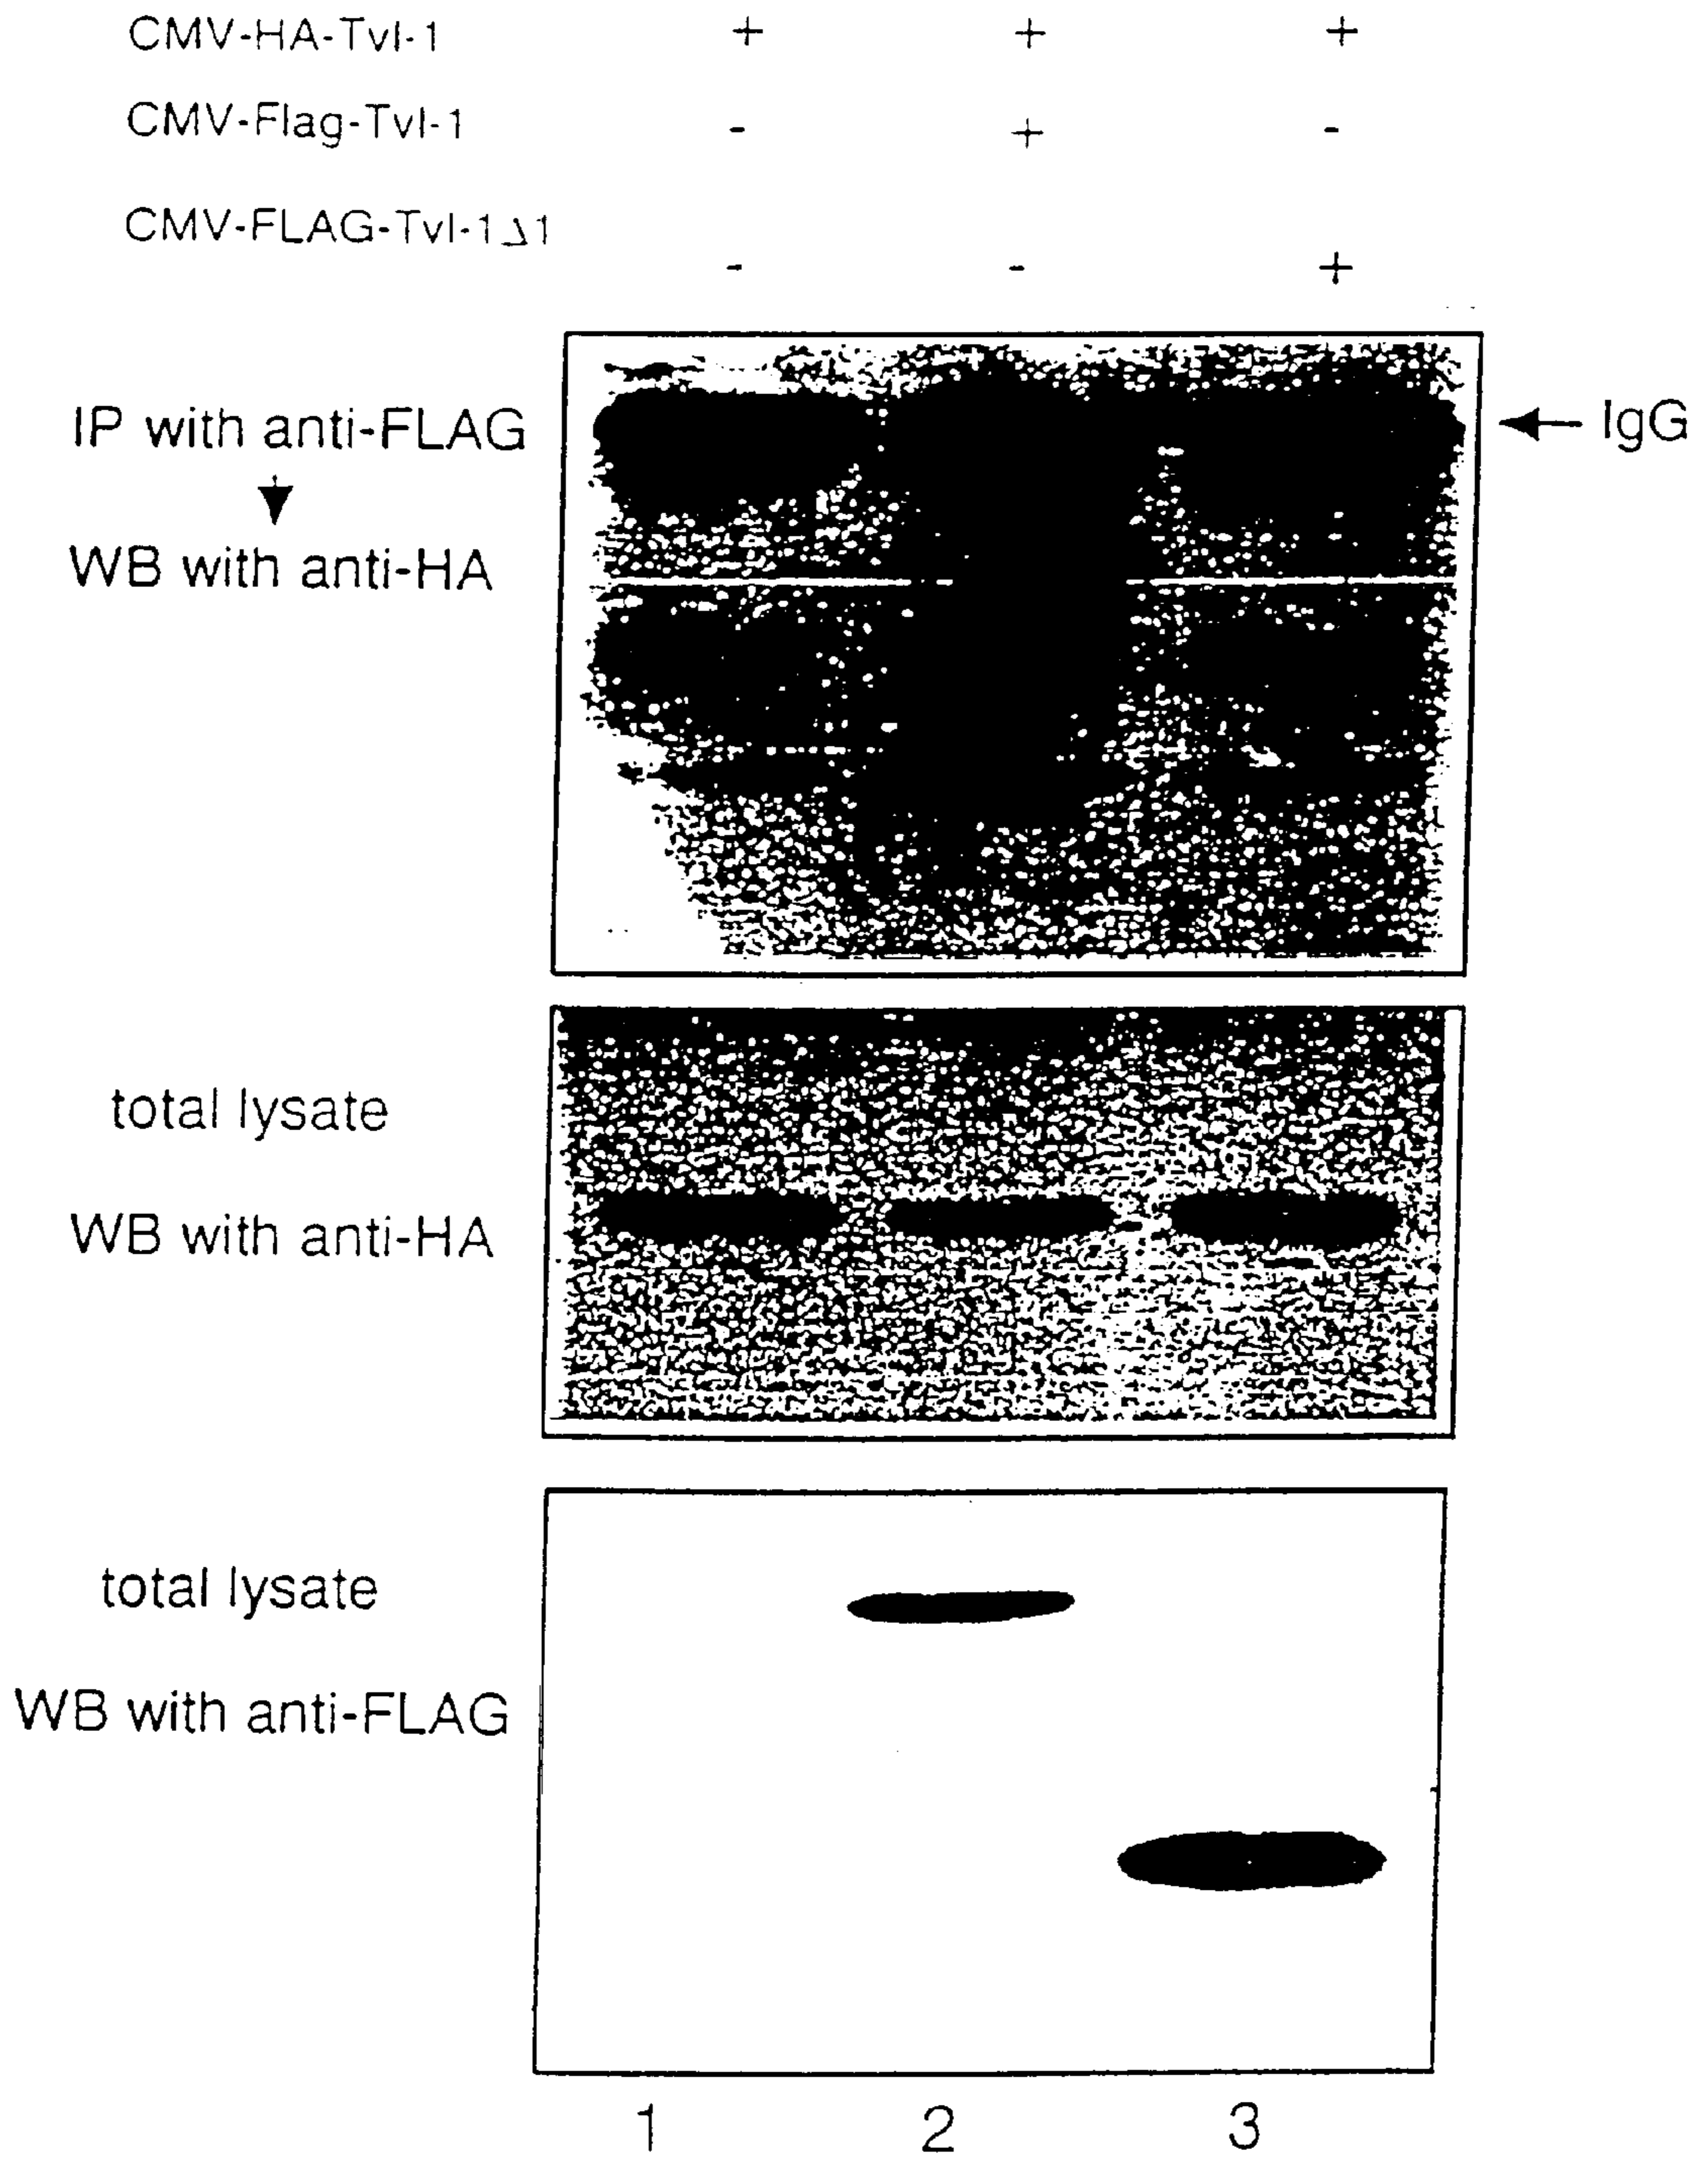 CMV-HA-Tvl-1 + + +
CMV-Flag-Tvl-1 - + -
CMV-FLAG-Tvl-1Δ1
- - +
IP with anti-FLAG
IgG
WB with anti-HA
total lysate
WB with anti-HA
total lysate
WB with anti-FLAG
1 2 3